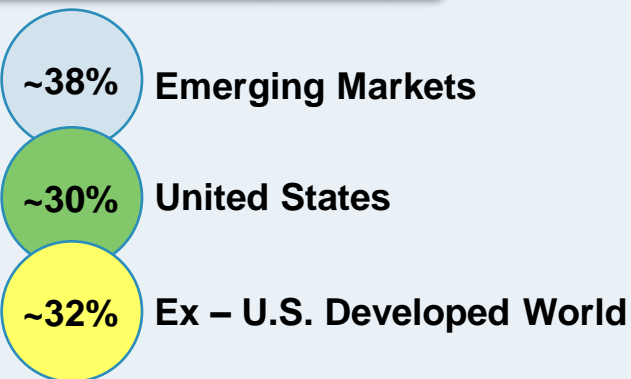 ~38% Emerging Markets
~30% United States
~32% Ex – U.S. Developed World